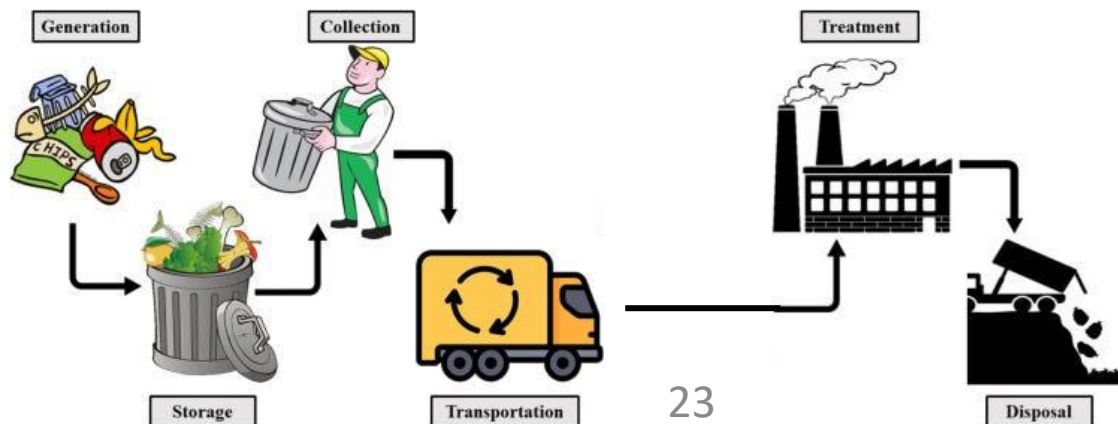 Generation
Collection
Treatment
CHIPS
Storage
Transportation
23
Disposal